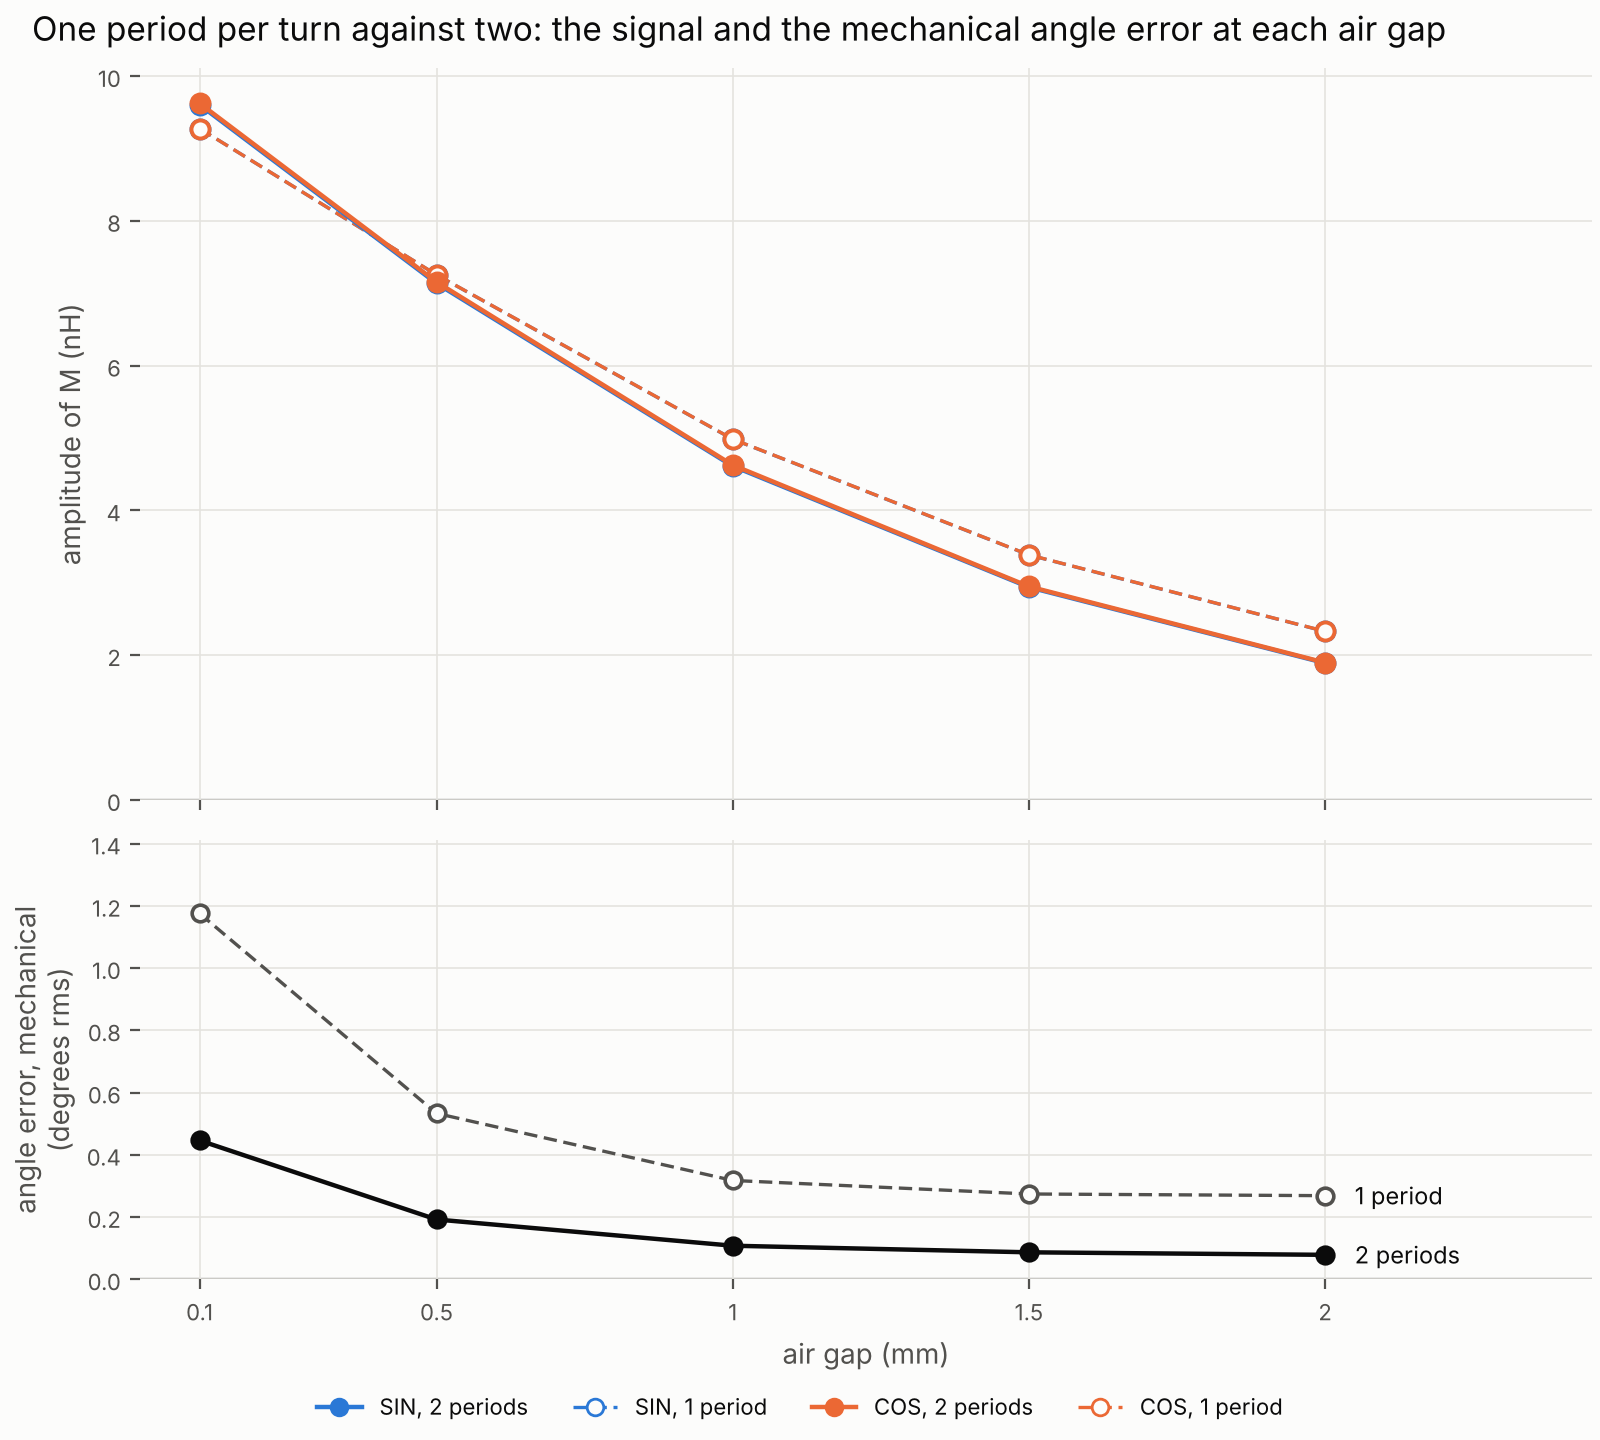 One period per turn against two: the signal and the mechanical angle error at each air gap
10
8
6
4
2
0
amplitude of M (nH)
1.4
1.2
1.0
0.8
0.6
0.4
0.2
0.0
angle error, mechanical
(degrees rms)
1 period
2 periods
0.1 0.5 1 1.5 2
air gap (mm)
SIN, 2 periods SIN, 1 period COS, 2 periods COS, 1 period